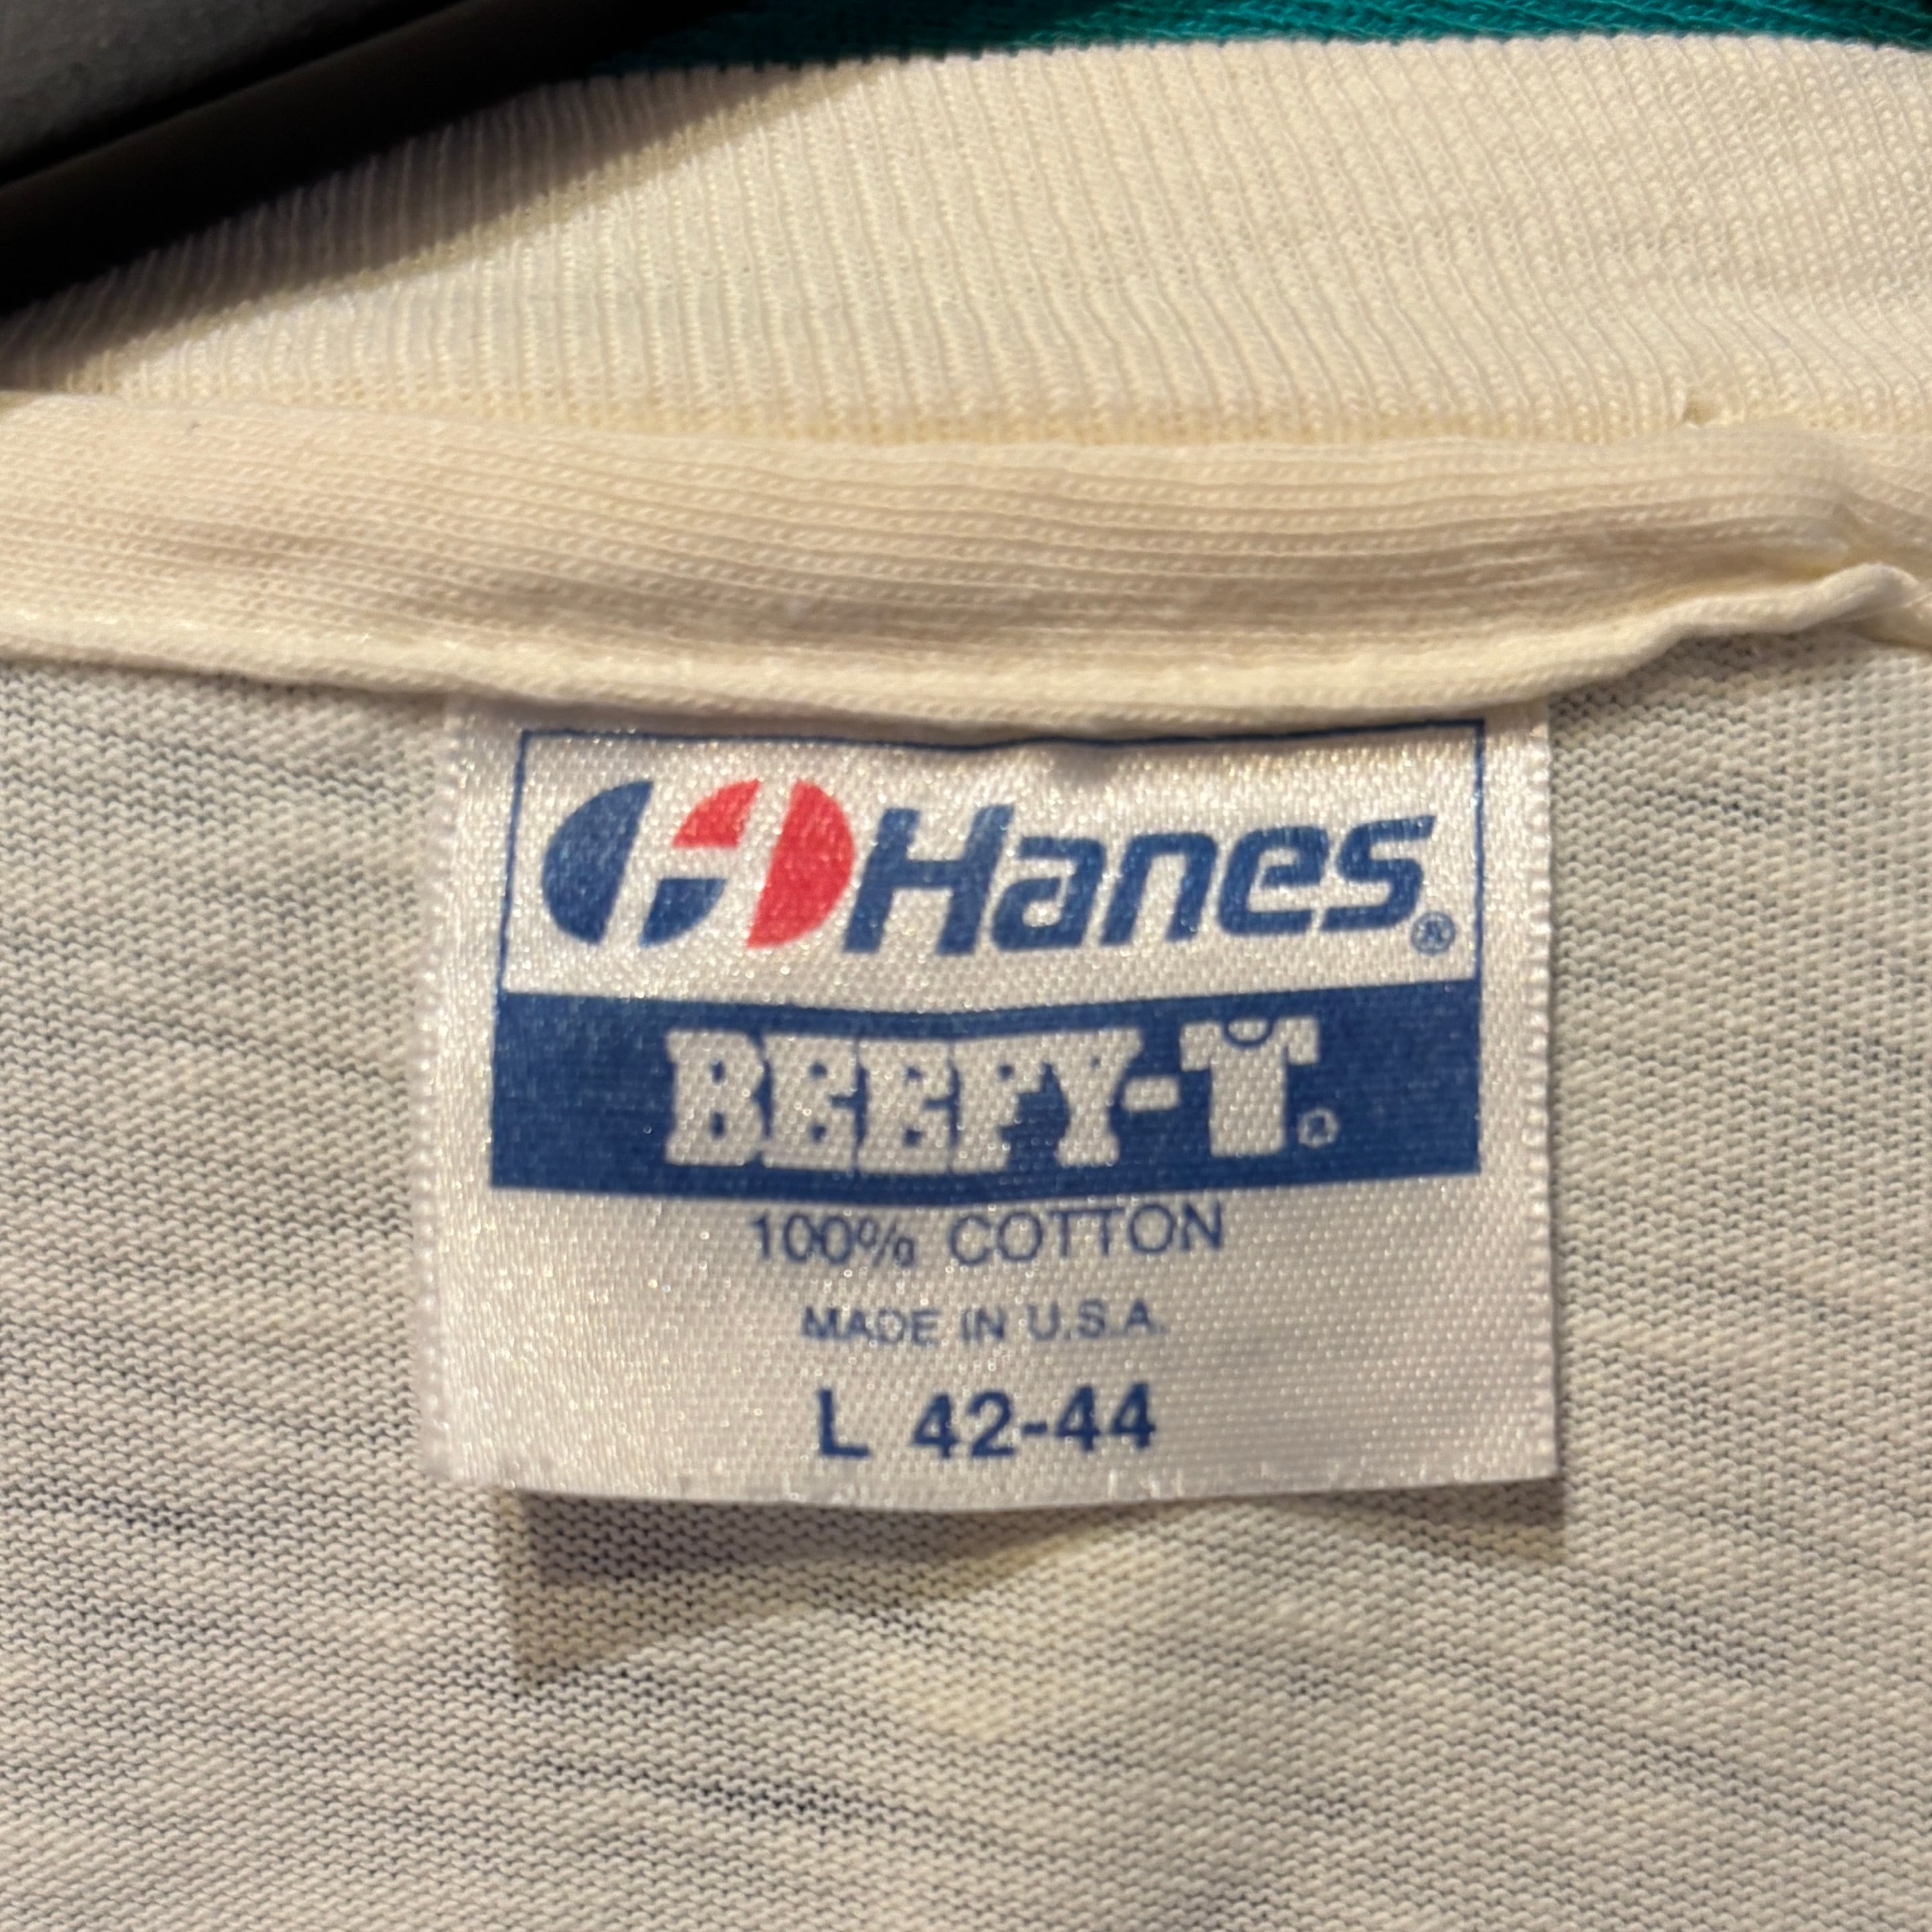 Hanes®
BEEFY-T®
100% COTTON
MADE IN U.S.A.
L 42-44